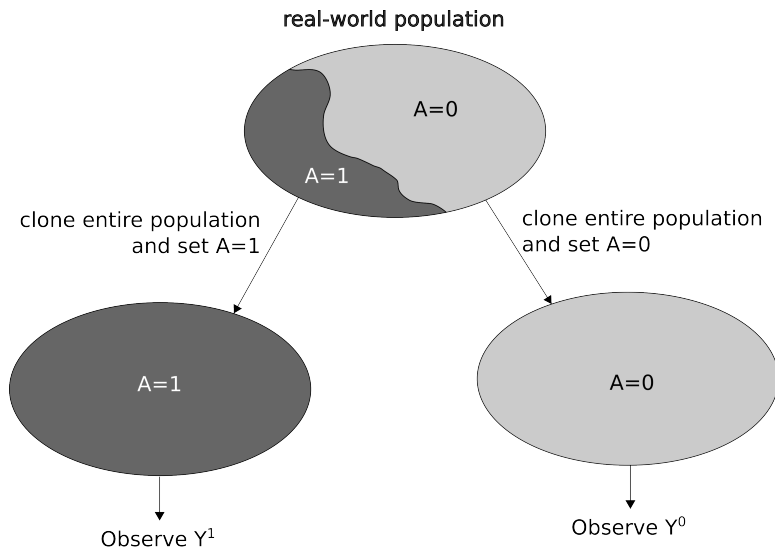 real-world population
A=0
A=1
clone entire population
and set A=1
clone entire population
and set A=0
A=1
A=0
Observe Y¹
Observe Y⁰